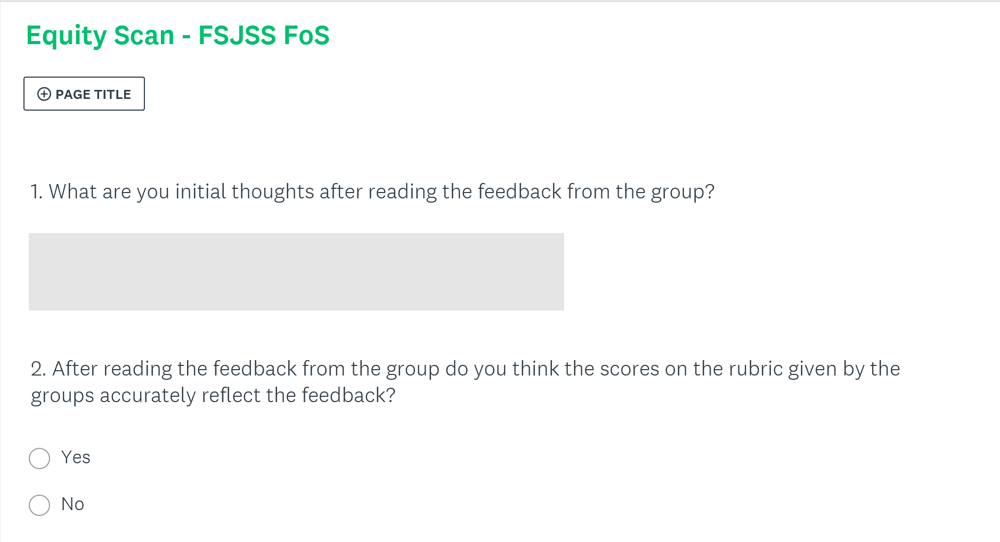 Equity Scan - FSJSS FoS
PAGE TITLE
1. What are you initial thoughts after reading the feedback from the group?
2. After reading the feedback from the group do you think the scores on the rubric given by the
groups accurately reflect the feedback?
Yes
No